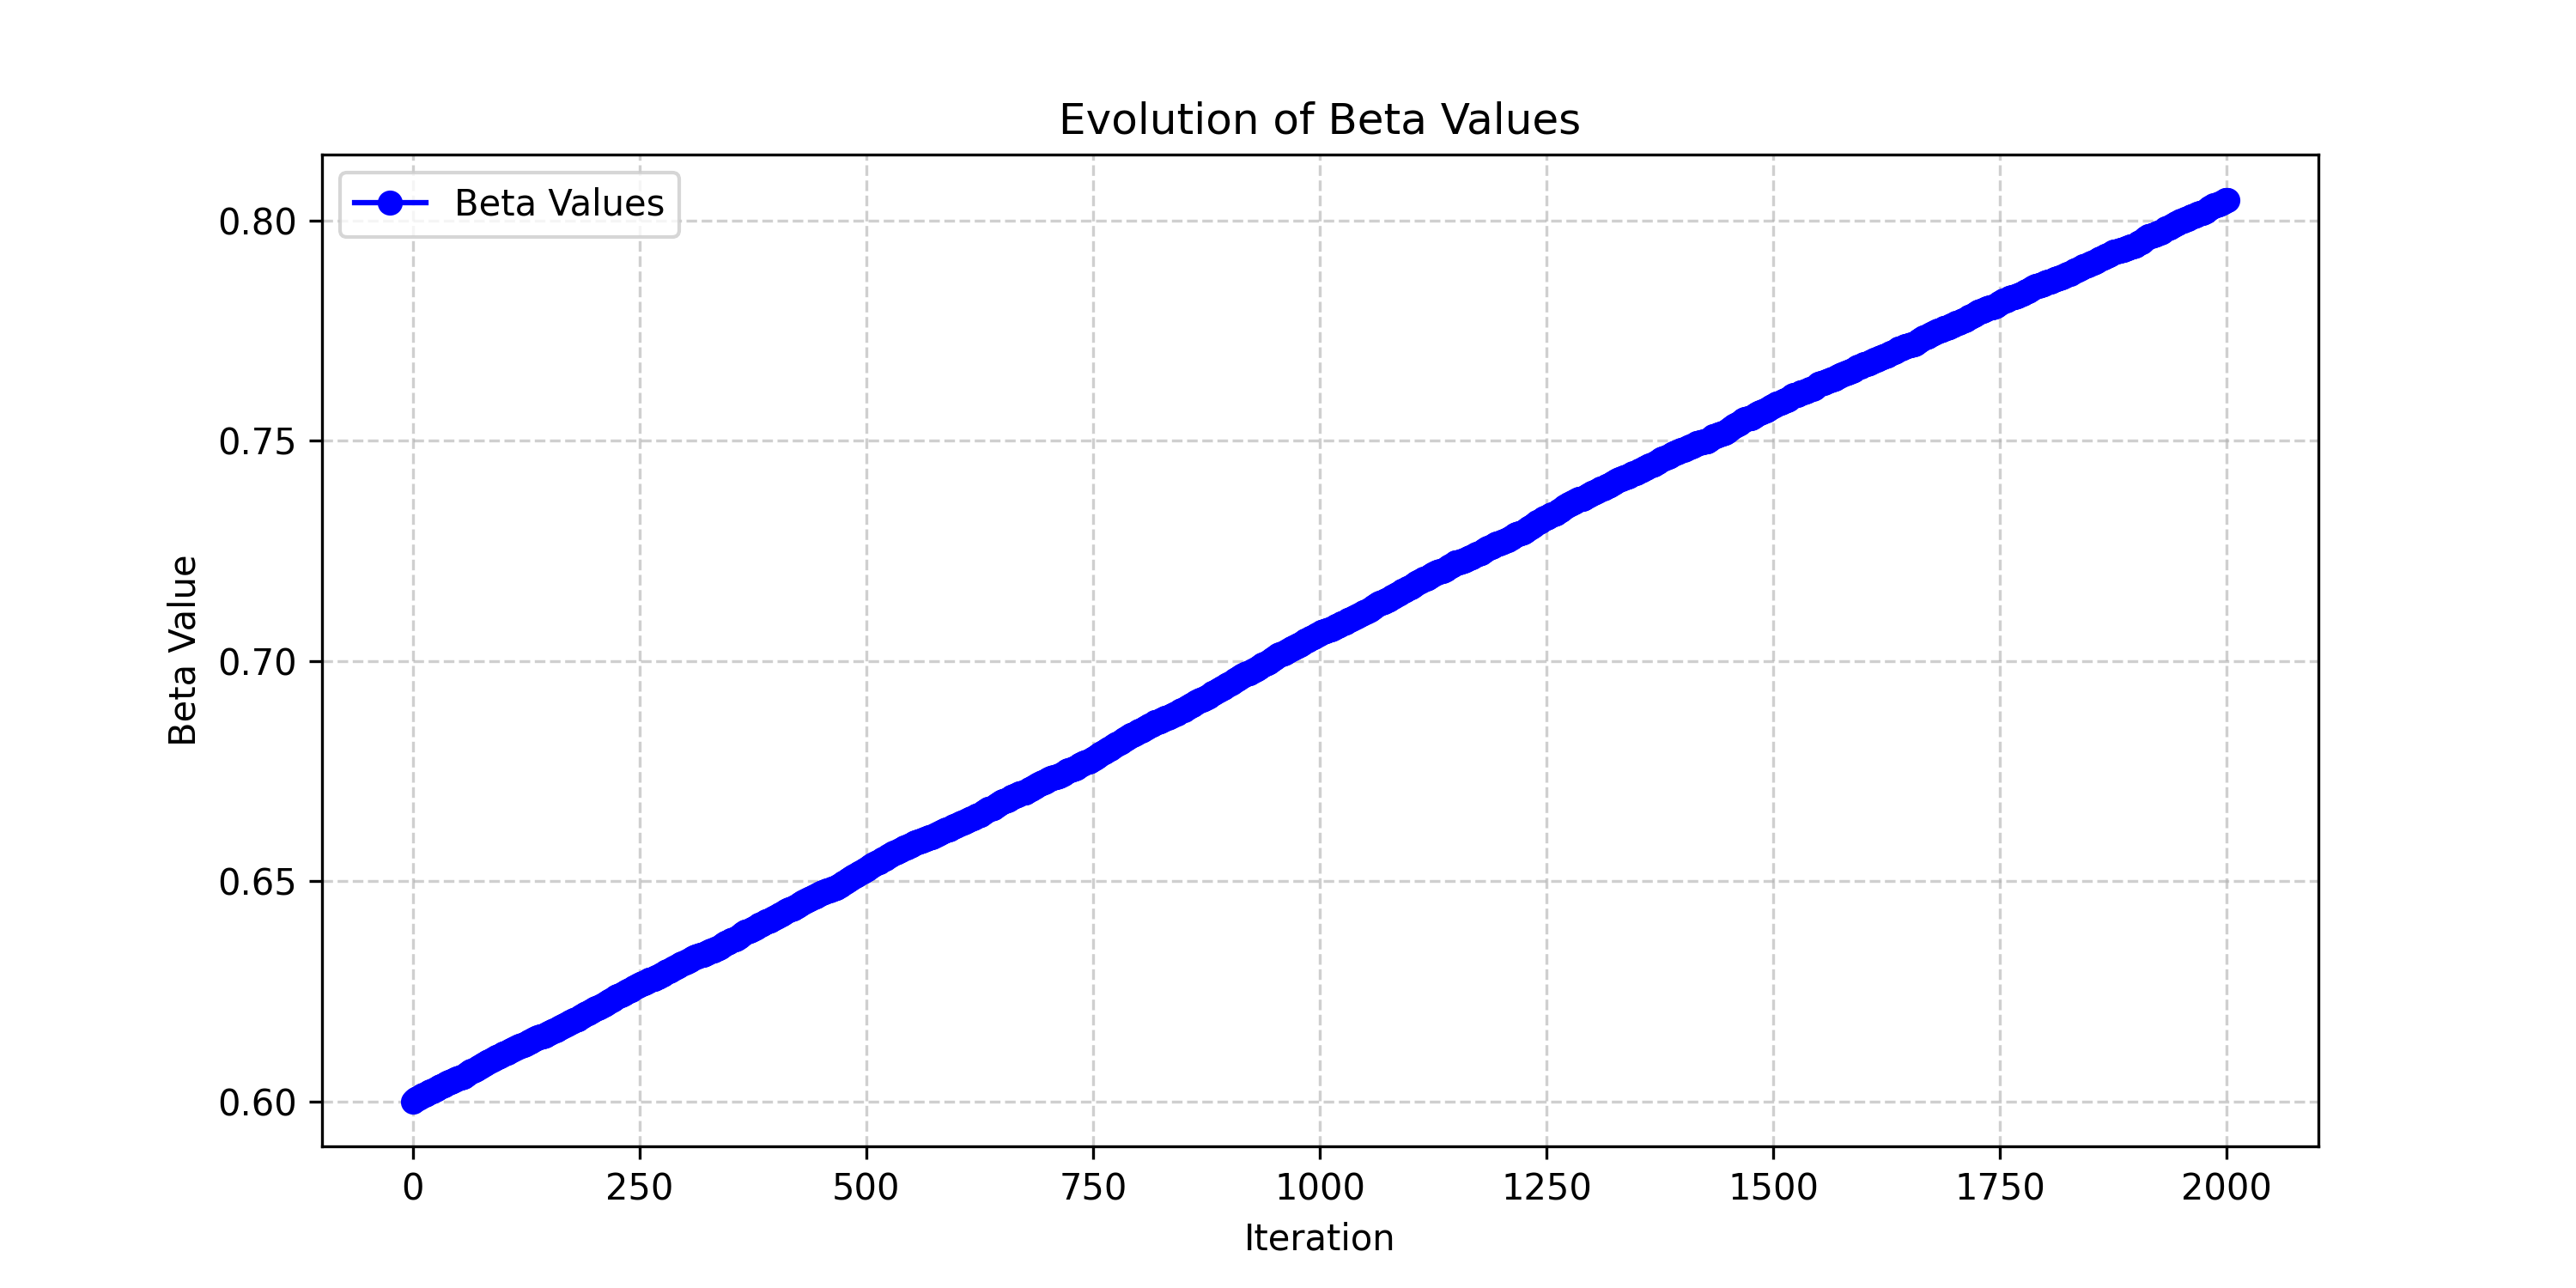 Evolution of Beta Values
Beta Values
0.80
0.75
0.70
0.65
0.60
Beta Value
0 250 500 750 1000 1250 1500 1750 2000
Iteration